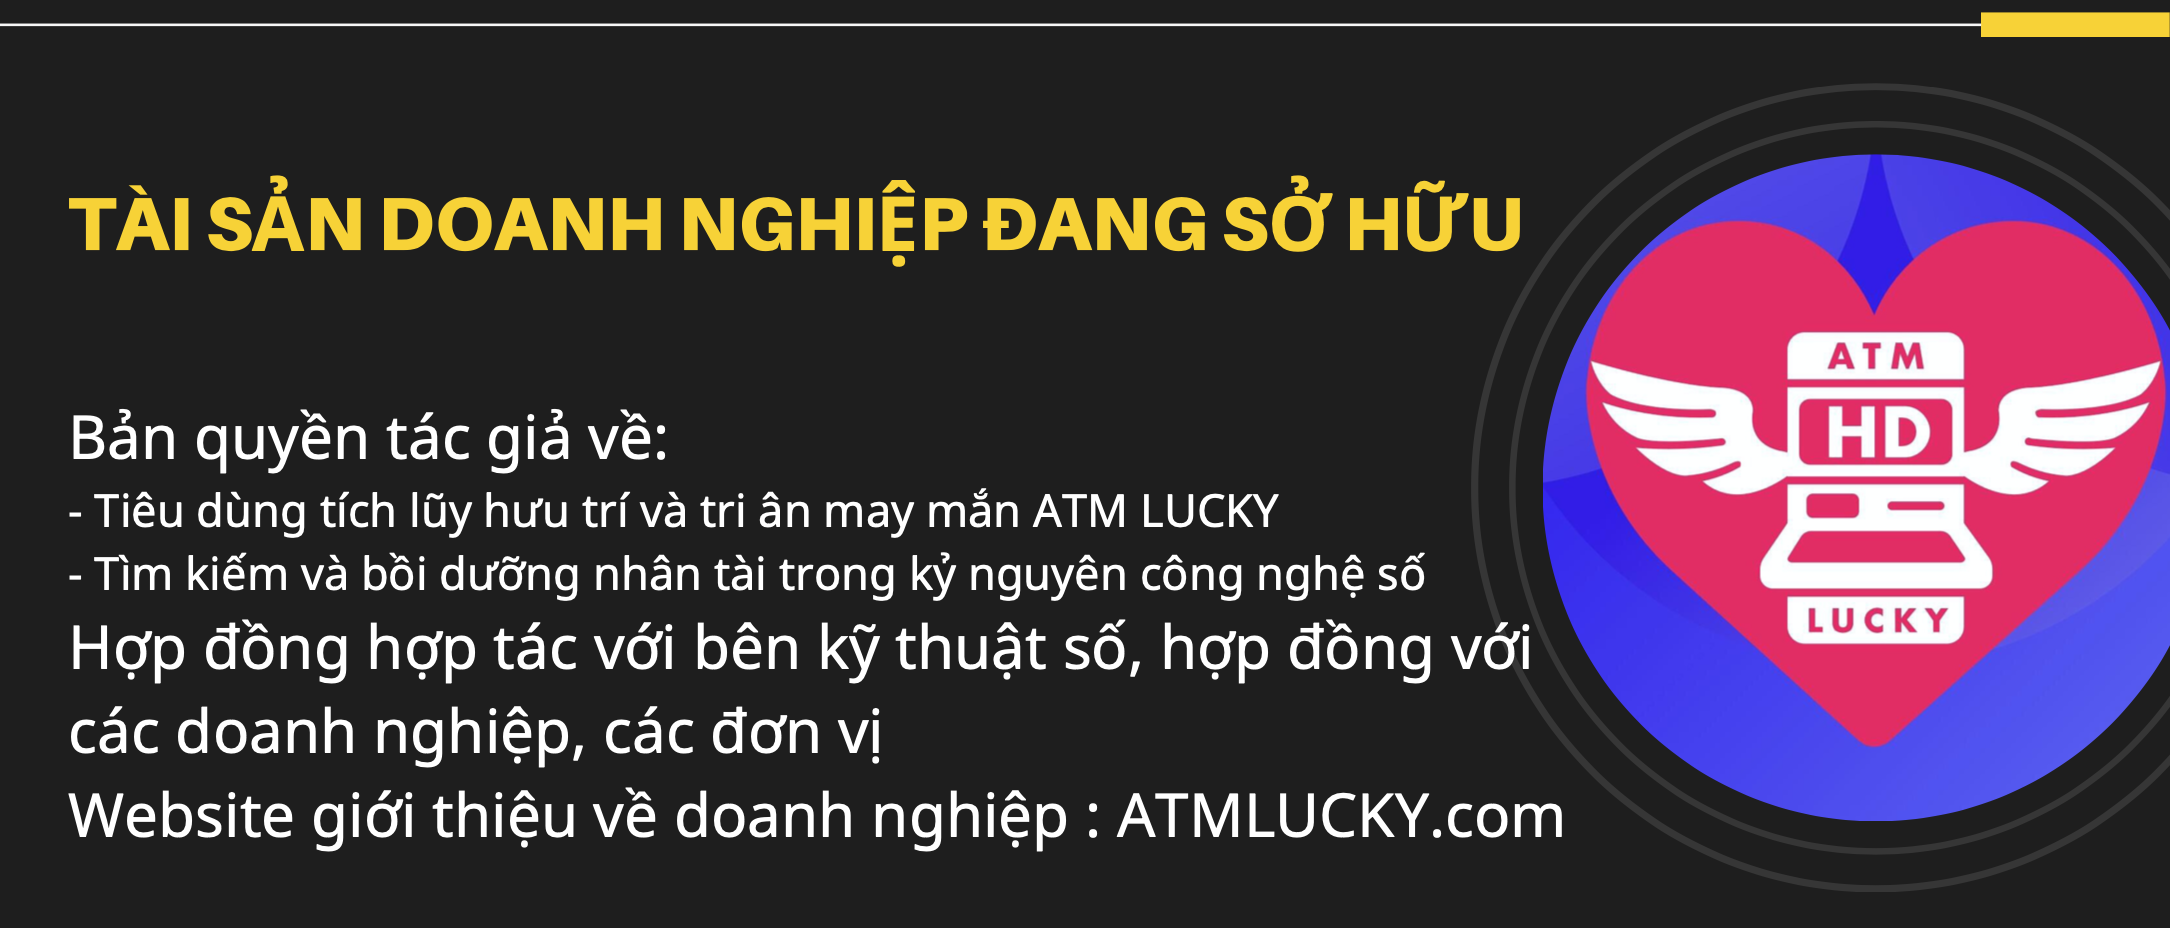 TÀI SẢN DOANH NGHIỆP ĐANG SỞ HỮU
Bản quyền tác giả về:
- Tiêu dùng tích lũy hưu trí và tri ân may mắn ATM LUCKY
- Tìm kiếm và bồi dưỡng nhân tài trong kỷ nguyên công nghệ số
Hợp đồng hợp tác với bên kỹ thuật số, hợp đồng với
các doanh nghiệp, các đơn vị
Website giới thiệu về doanh nghiệp : ATMLUCKY.com
ATM
HD
LUCKY